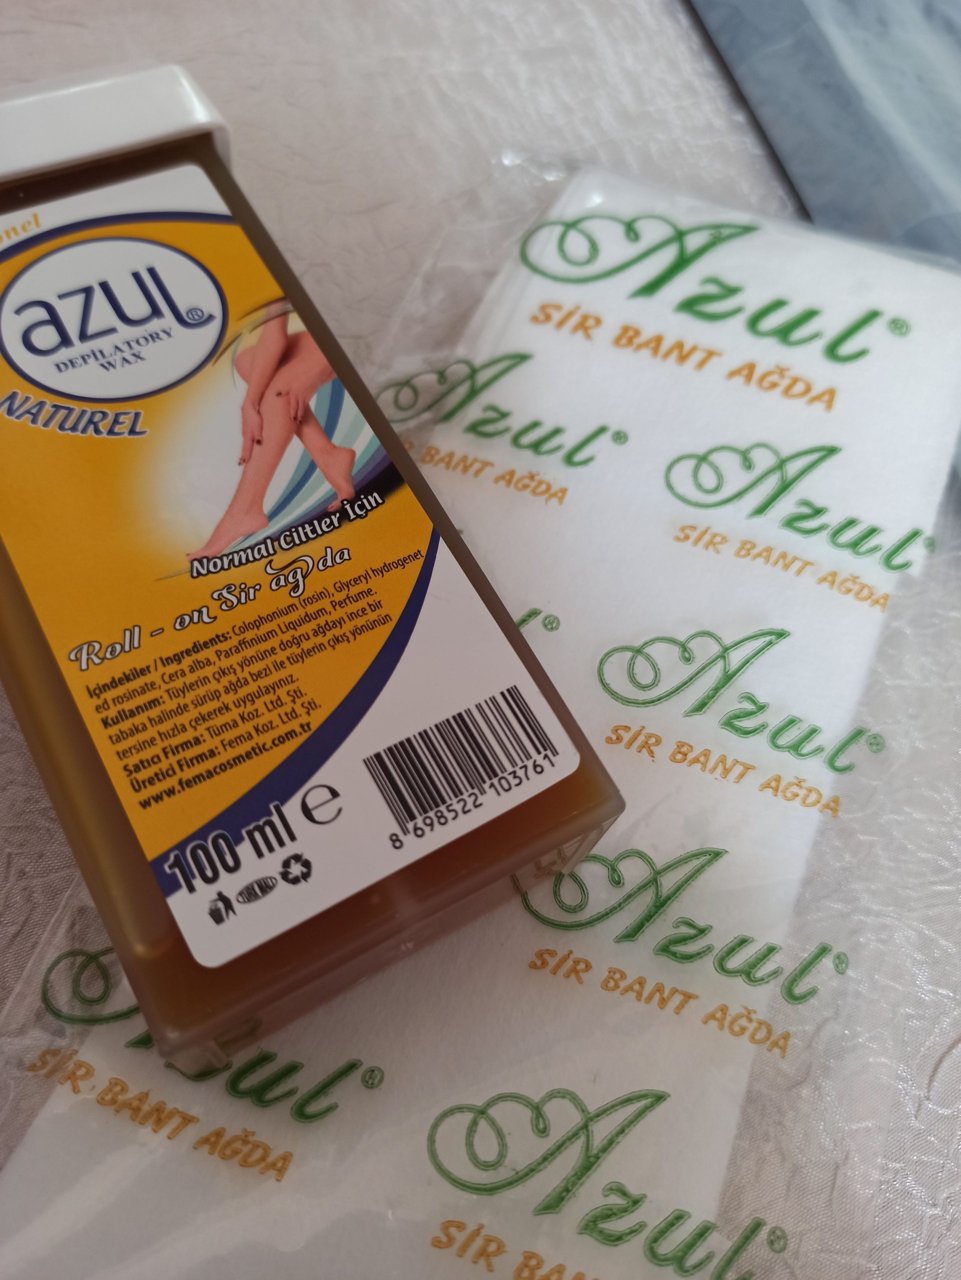 azul®
DEPİLATORY
WAX
NATUREL
Normal Ciltler İçin
Roll - on Sir ağda
İçindekiler / Ingredients: Colophonium (rosin), Glyceryl hydrogenet
ed rosinate, Cera alba, Paraffinium Liquidum, Perfume.
Kullanım: Tüylerin çıkış yönüne doğru ağdayı ince bir
tabaka halinde sürüp ağda bezi ile tüylerin çıkış yönünün
tersine hızla çekerek uygulayınız.
Satıcı Firma: Tüma Koz. Ltd. Şti.
Üretici Firma: Fema Koz. Ltd. Şti.
www.femacosmetic.com.tr
100 ml ℮
8 698522 103761
Azul®
SİR BANT AĞDA
Azul®
BANT AĞDA
Azul®
SİR BANT AĞDA
Azul®
SİR BANT AĞDA
Azul®
SİR BANT AĞDA
Azul®
SİR BANT AĞDA
Azul®
SİR BANT